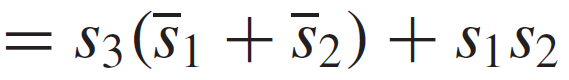 = s₃(s̅₁ + s̅₂) + s₁s₂